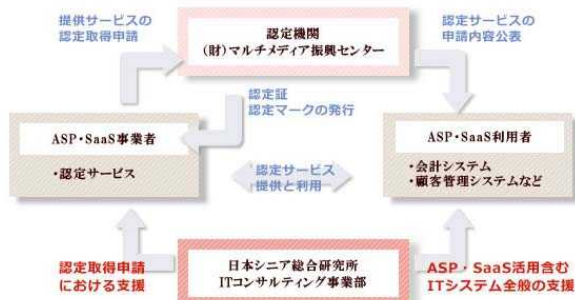 提供サービスの
認定取得申請
認定機関
(財)マルチメディア振興センター
認定サービスの
申請内容公表
認定証
認定マークの発行
ASP・SaaS事業者
・認定サービス
認定サービス
提供と利用
ASP・SaaS利用者
・会計システム
・顧客管理システムなど
認定取得申請
における支援
日本シニア総合研究所
ITコンサルティング事業部
ASP・SaaS活用含む
ITシステム全般の支援